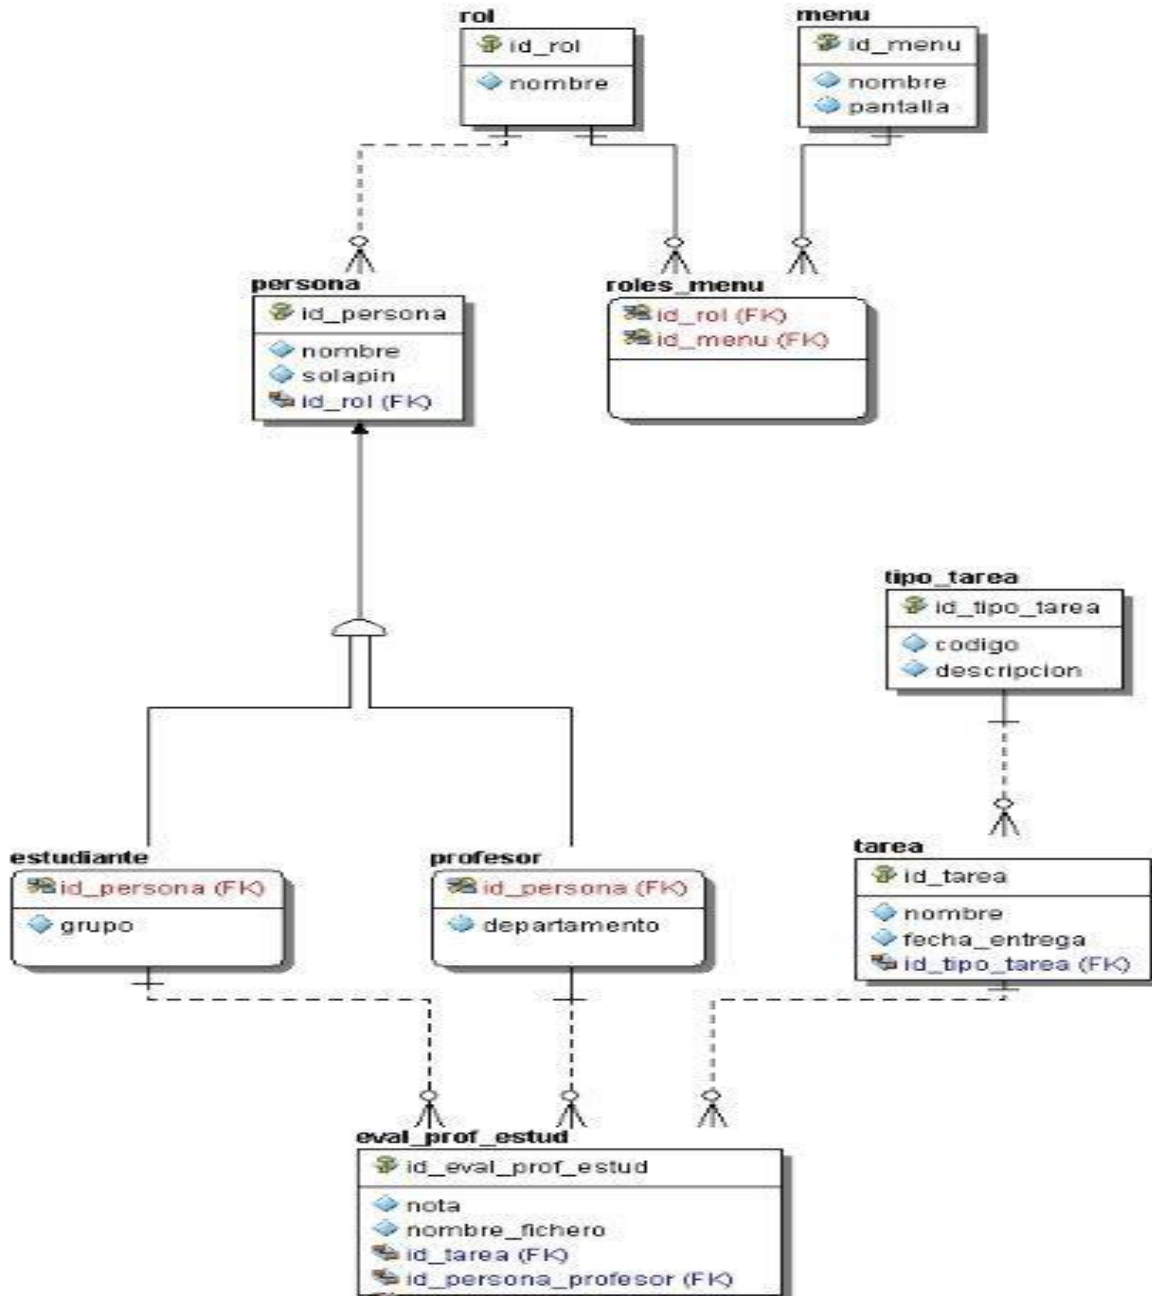 rol
id_rol
nombre
menu
id_menu
nombre
pantalla
persona
id_persona
nombre
solapin
id_rol (FK)
roles_menu
id_rol (FK)
id_menu (FK)
tipo_tarea
id_tipo_tarea
codigo
descripcion
estudiante
id_persona (FK)
grupo
profesor
id_persona (FK)
departamento
tarea
id_tarea
nombre
fecha_entrega
id_tipo_tarea (FK)
eval_prof_estud
id_eval_prof_estud
nota
nombre_fichero
id_tarea (FK)
id_persona_profesor (FK)